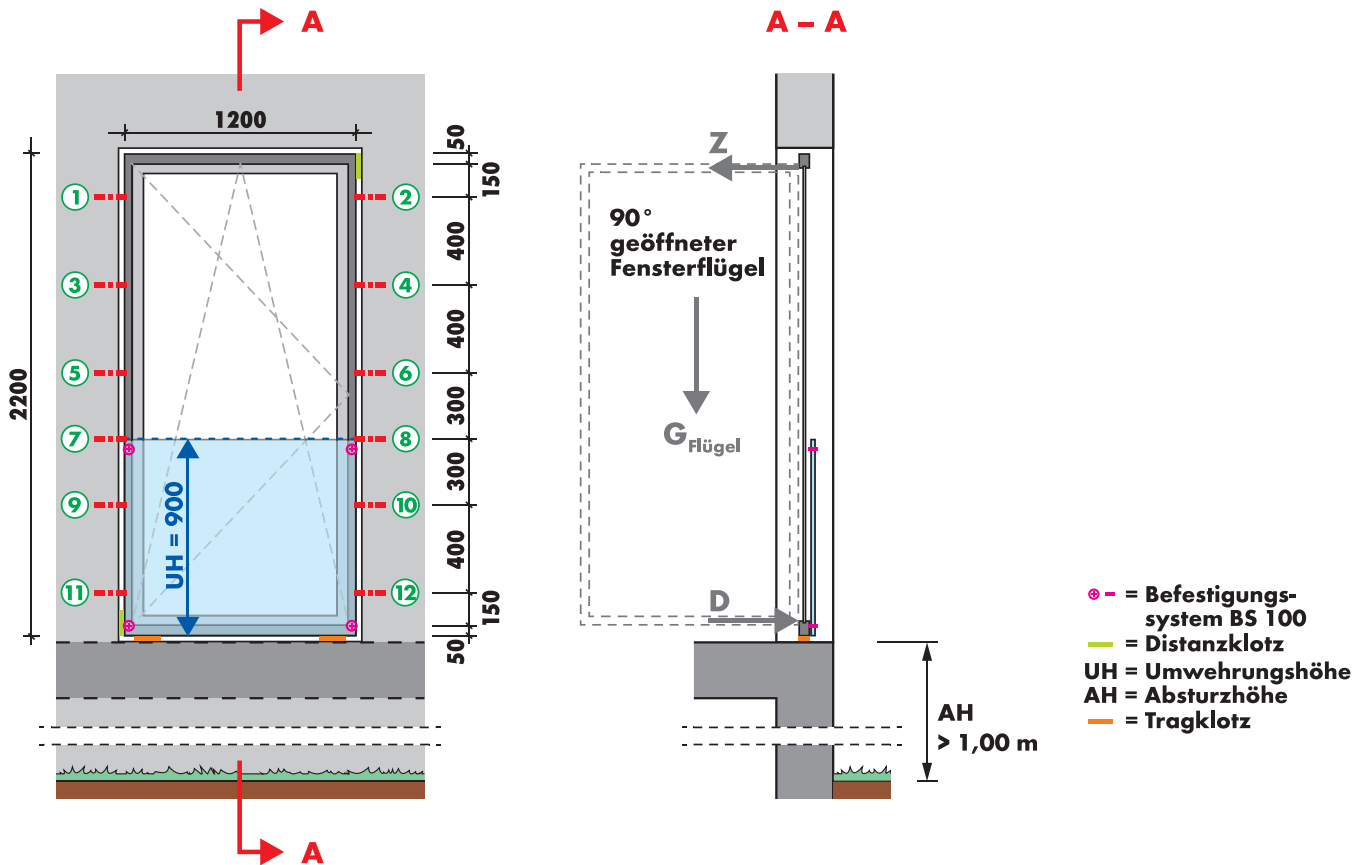 A
A – A
1200
50
150
Z
1
2
400
90°
geöffneter
Fensterflügel
3
4
400
5
6
2200
300
G Flügel
7
8
300
UH = 900
9
10
400
D
11
12
150
50
= Befestigungs-
system BS 100
= Distanzklotz
UH = Umwehrungshöhe
AH = Absturzhöhe
= Tragklotz
AH
> 1,00 m
A